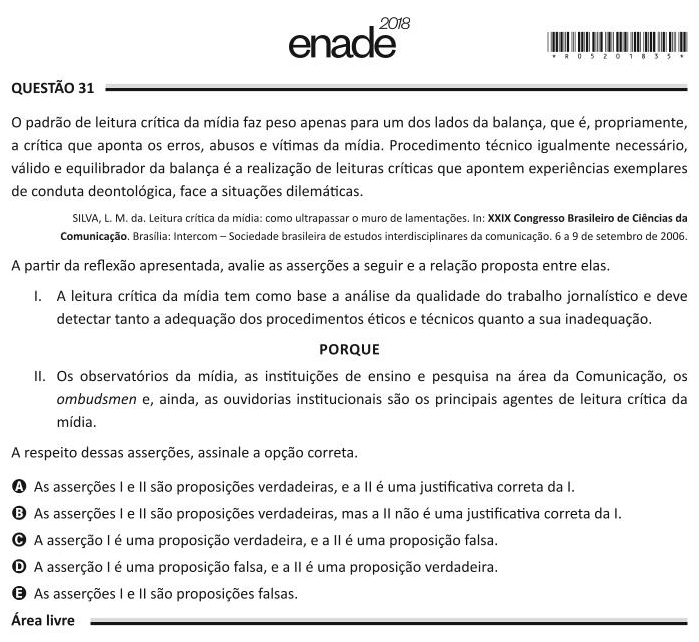 enade 2018
*R05201835*
QUESTÃO 31
O padrão de leitura crítica da mídia faz peso apenas para um dos lados da balança, que é, propriamente,
a crítica que aponta os erros, abusos e vítimas da mídia. Procedimento técnico igualmente necessário,
válido e equilibrador da balança é a realização de leituras críticas que apontem experiências exemplares
de conduta deontológica, face a situações dilemáticas.
SILVA, L. M. da. Leitura crítica da mídia: como ultrapassar o muro de lamentações. In: XXIX Congresso Brasileiro de Ciências da
Comunicação. Brasília: Intercom – Sociedade brasileira de estudos interdisciplinares da comunicação. 6 a 9 de setembro de 2006.
A partir da reflexão apresentada, avalie as asserções a seguir e a relação proposta entre elas.
I. A leitura crítica da mídia tem como base a análise da qualidade do trabalho jornalístico e deve
detectar tanto a adequação dos procedimentos éticos e técnicos quanto a sua inadequação.
PORQUE
II. Os observatórios da mídia, as instituições de ensino e pesquisa na área da Comunicação, os
ombudsmen e, ainda, as ouvidorias institucionais são os principais agentes de leitura crítica da
mídia.
A respeito dessas asserções, assinale a opção correta.
A As asserções I e II são proposições verdadeiras, e a II é uma justificativa correta da I.
B As asserções I e II são proposições verdadeiras, mas a II não é uma justificativa correta da I.
C A asserção I é uma proposição verdadeira, e a II é uma proposição falsa.
D A asserção I é uma proposição falsa, e a II é uma proposição verdadeira.
E As asserções I e II são proposições falsas.
Área livre